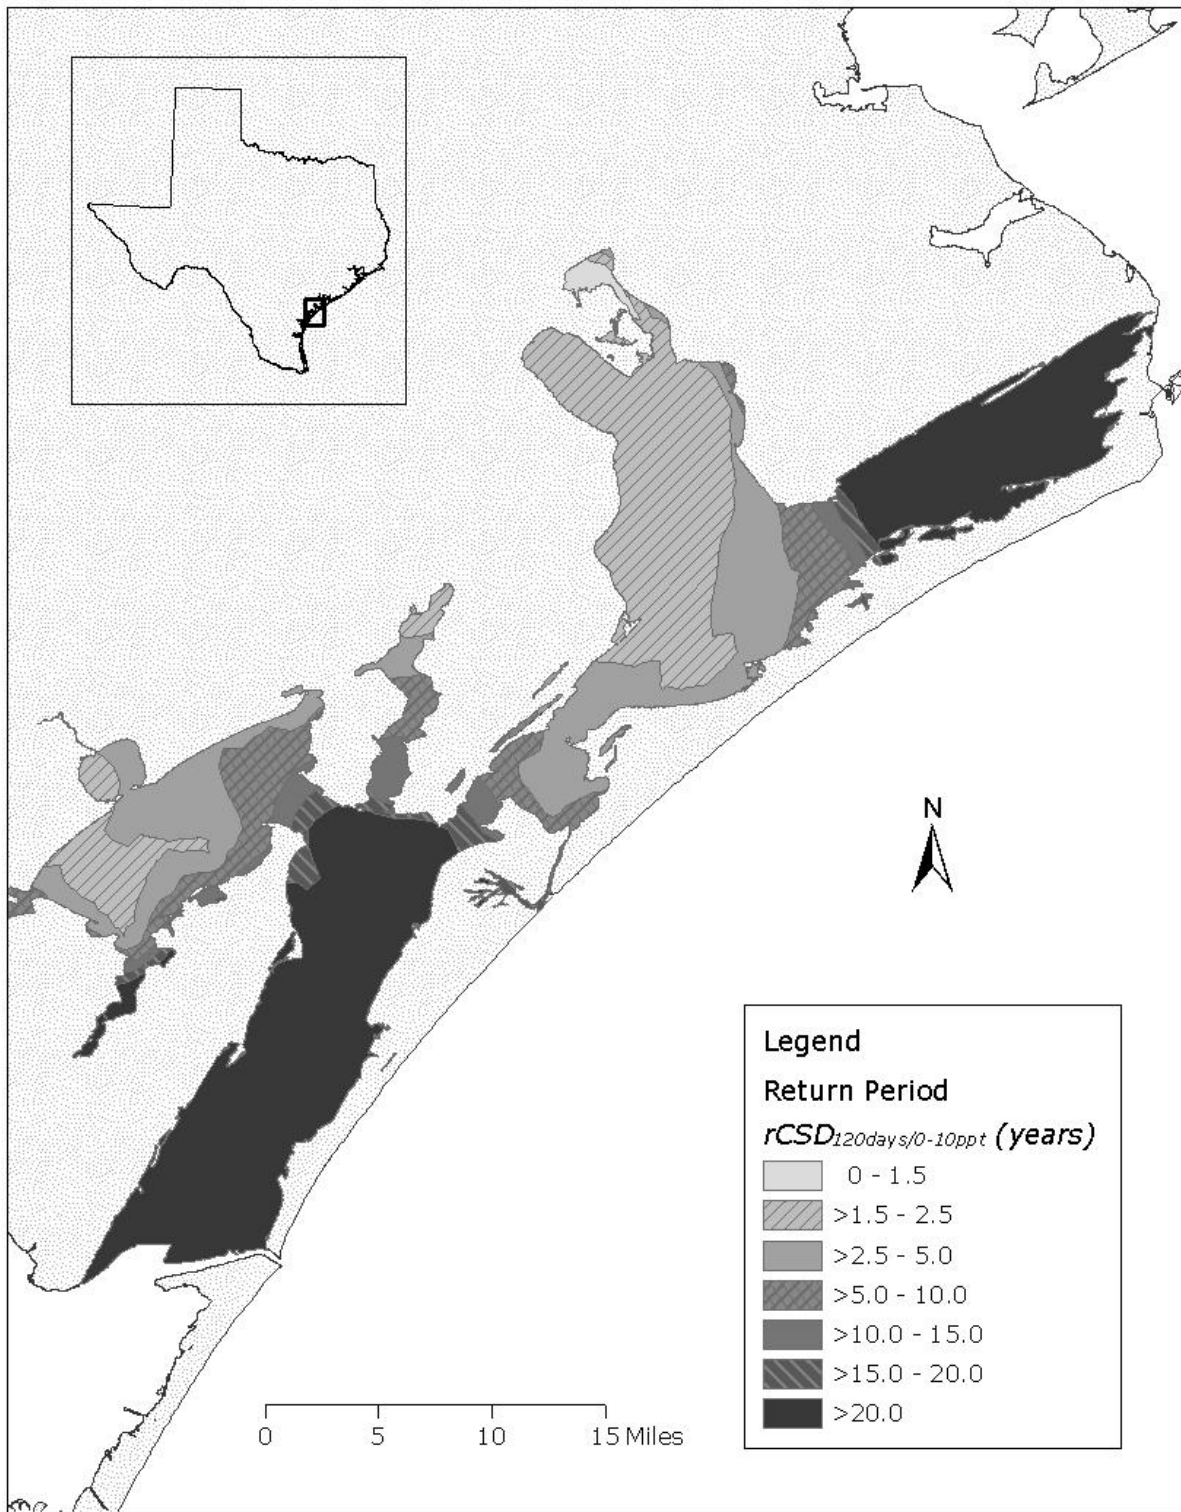 N
Legend
Return Period
rCSD120days/0-10ppt (years)
0 - 1.5
>1.5 - 2.5
>2.5 - 5.0
>5.0 - 10.0
>10.0 - 15.0
>15.0 - 20.0
>20.0
0 5 10 15 Miles